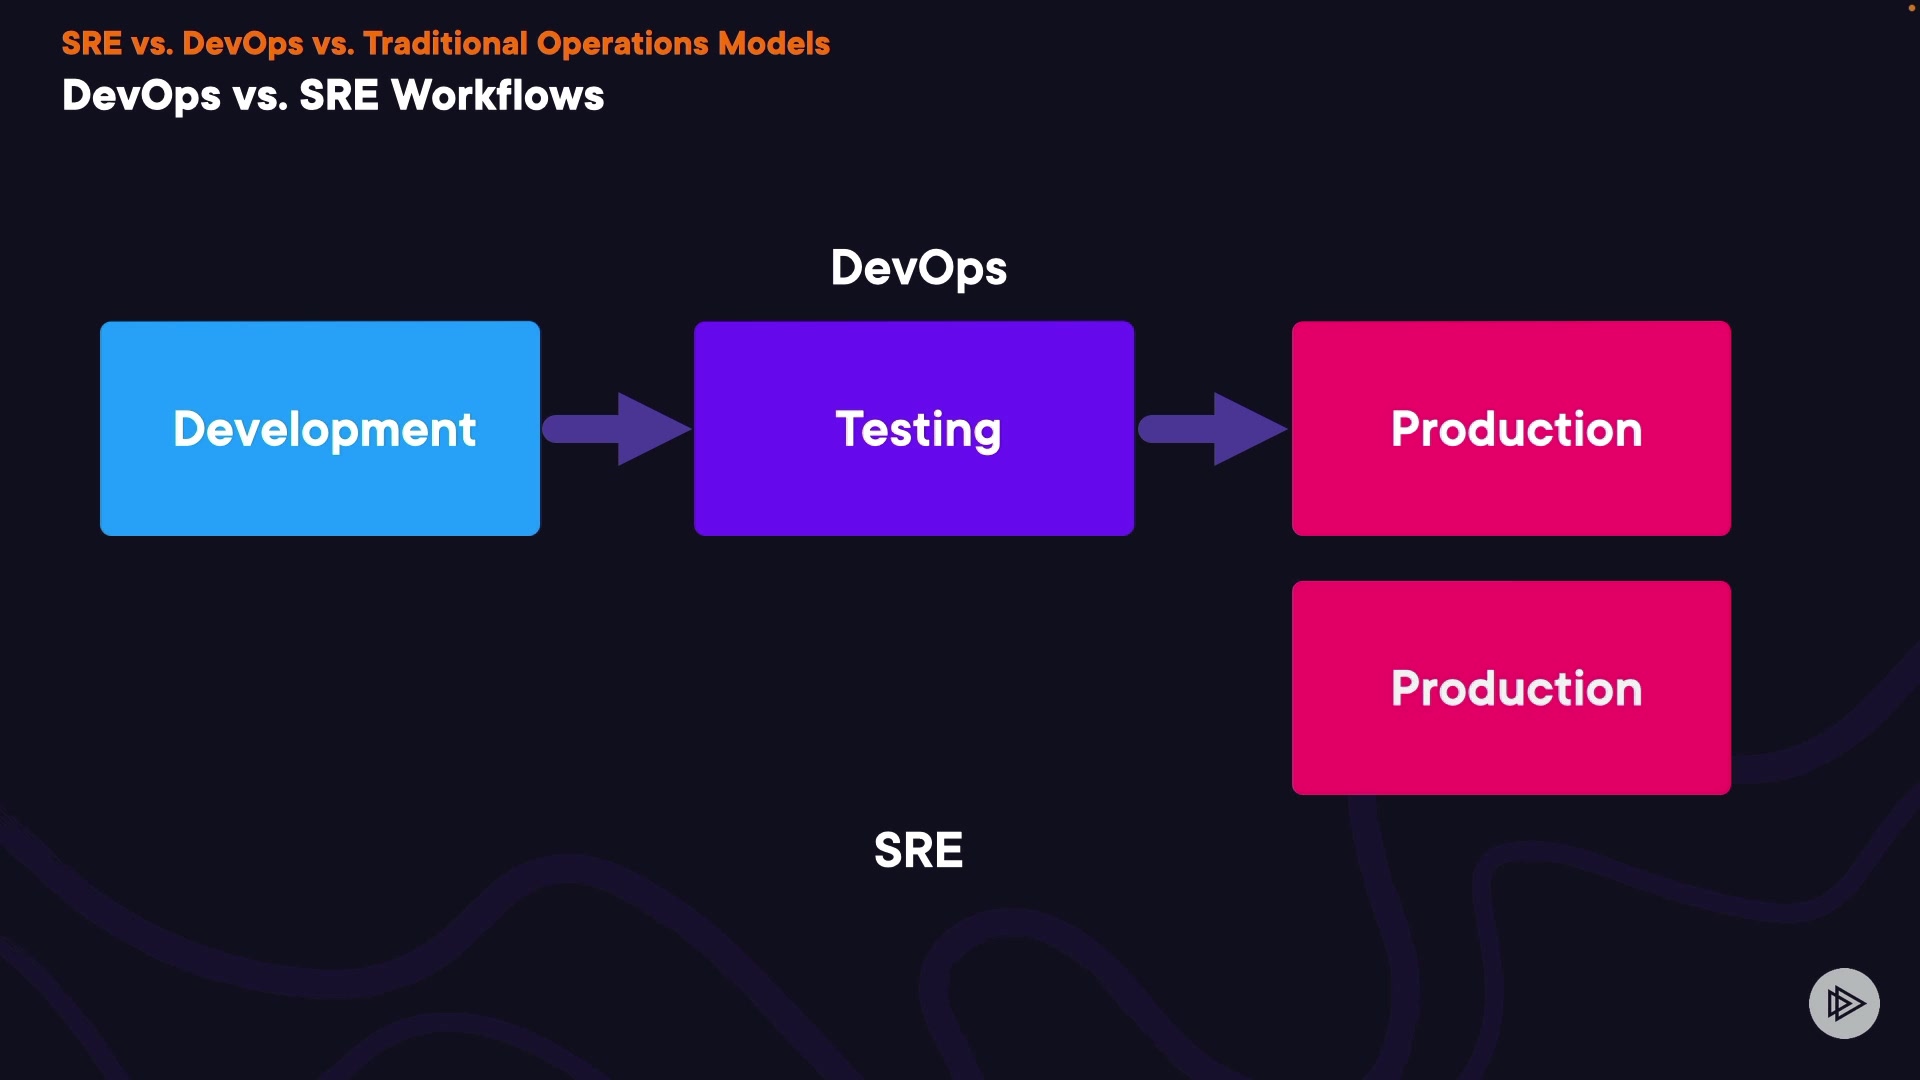 SRE vs. DevOps vs. Traditional Operations Models
DevOps vs. SRE Workflows
DevOps
Development
Testing
Production
Production
SRE